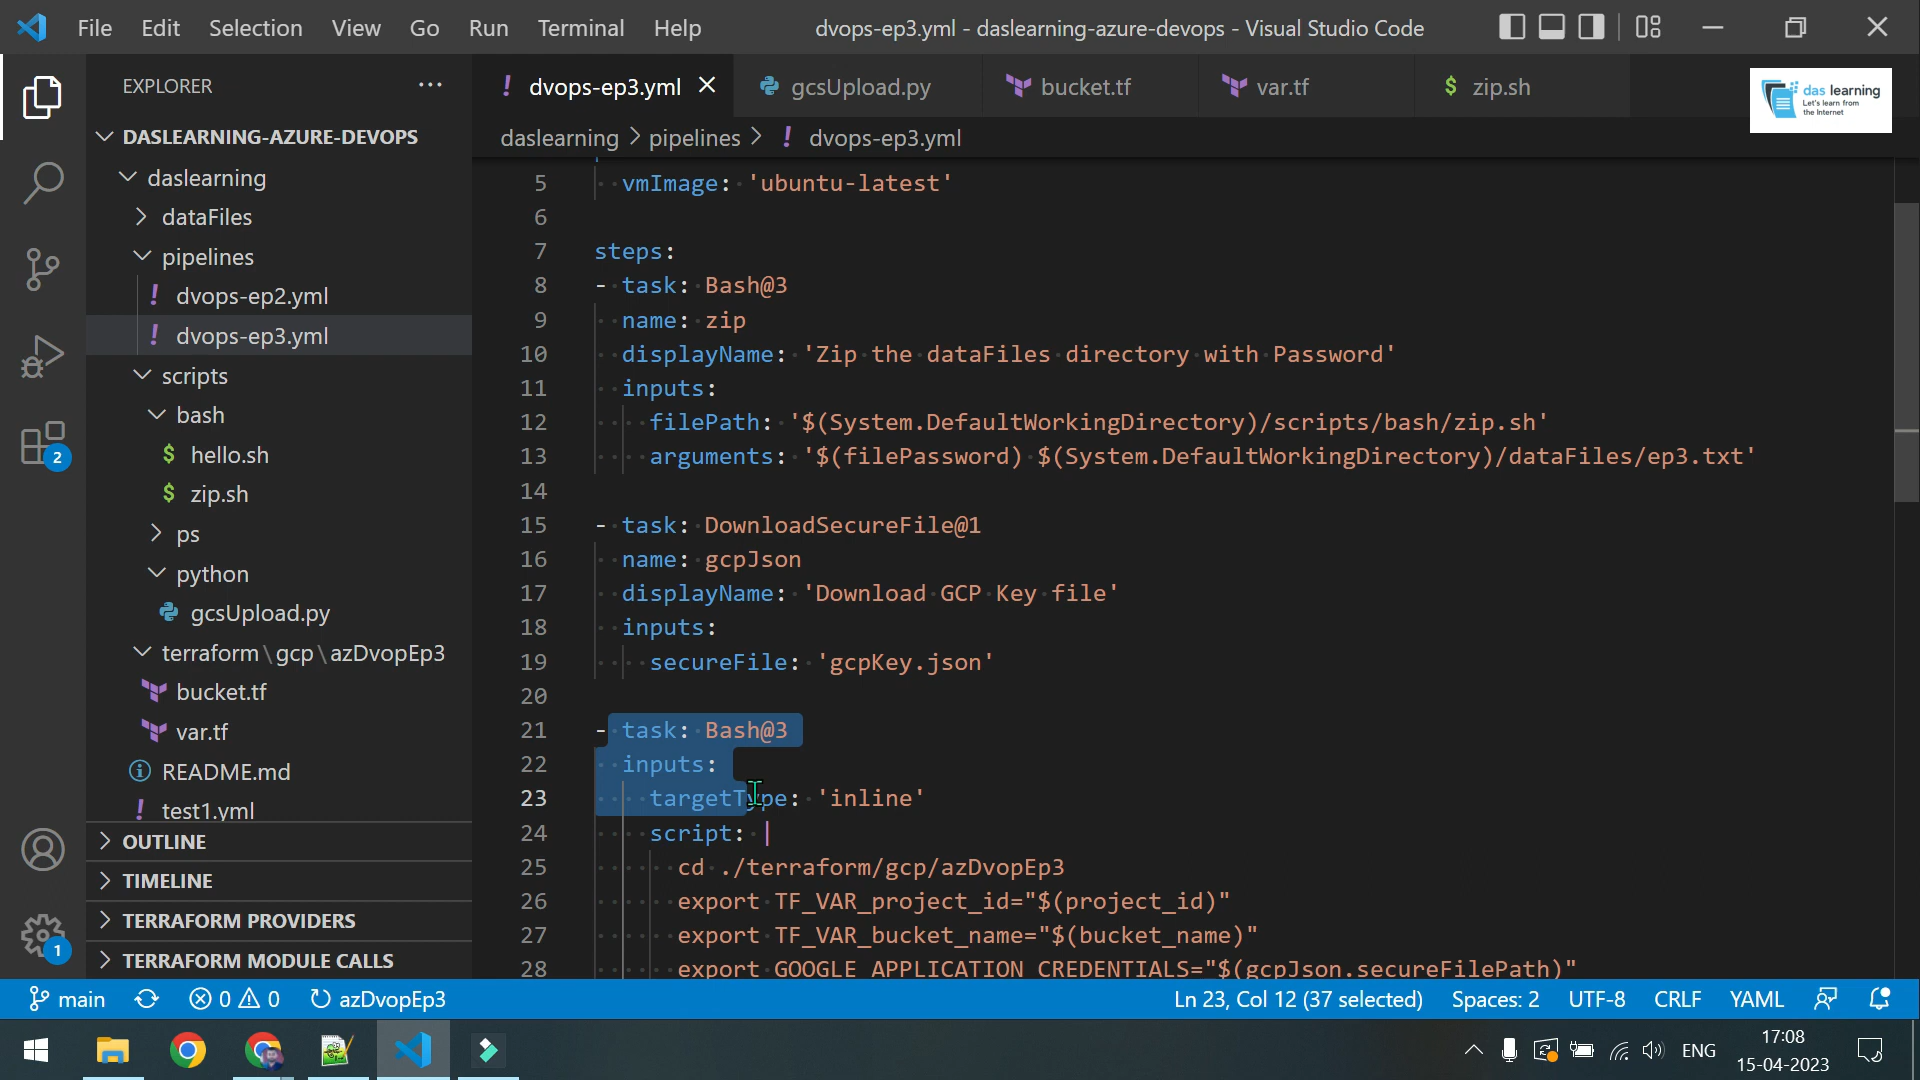 File Edit Selection View Go Run Terminal Help
dvops-ep3.yml - daslearning-azure-devops - Visual Studio Code
EXPLORER
DASLEARNING-AZURE-DEVOPS
daslearning
dataFiles
pipelines
! dvops-ep2.yml
! dvops-ep3.yml
scripts
bash
$ hello.sh
$ zip.sh
ps
python
gcsUpload.py
terraform\gcp\azDvopEp3
bucket.tf
var.tf
README.md
! test1.yml
OUTLINE
TIMELINE
TERRAFORM PROVIDERS
TERRAFORM MODULE CALLS
2
1
! dvops-ep3.yml gcsUpload.py bucket.tf var.tf $ zip.sh
das learning
Let's learn from
the Internet
daslearning > pipelines > ! dvops-ep3.yml
5 vmImage: 'ubuntu-latest'
6
7 steps:
8 - task: Bash@3
9 name: zip
10 displayName: 'Zip the dataFiles directory with Password'
11 inputs:
12 filePath: '$(System.DefaultWorkingDirectory)/scripts/bash/zip.sh'
13 arguments: '$(filePassword) $(System.DefaultWorkingDirectory)/dataFiles/ep3.txt'
14
15 - task: DownloadSecureFile@1
16 name: gcpJson
17 displayName: 'Download GCP Key file'
18 inputs:
19 secureFile: 'gcpKey.json'
20
21 - task: Bash@3
22 inputs:
23 targetType: 'inline'
24 script: |
25 cd ./terraform/gcp/azDvopEp3
26 export TF_VAR_project_id="$(project_id)"
27 export TF_VAR_bucket_name="$(bucket_name)"
28 export GOOGLE_APPLICATION_CREDENTIALS="$(gcpJson.secureFilePath)"
main 0 0 azDvopEp3 Ln 23, Col 12 (37 selected) Spaces: 2 UTF-8 CRLF YAML
ENG
17:08
15-04-2023